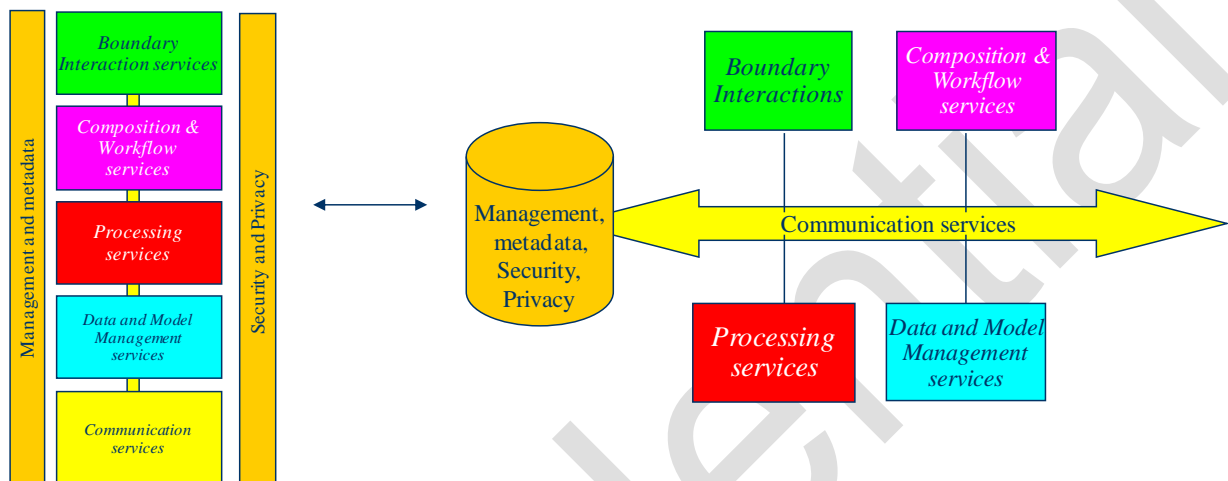 Management and metadata
Boundary
Interaction services
Composition &
Workflow
services
Processing
services
Data and Model
Management
services
Communication
services
Security and Privacy
Management,
metadata,
Security,
Privacy
Boundary
Interactions
Composition &
Workflow
services
Communication services
Processing
services
Data and Model
Management
services